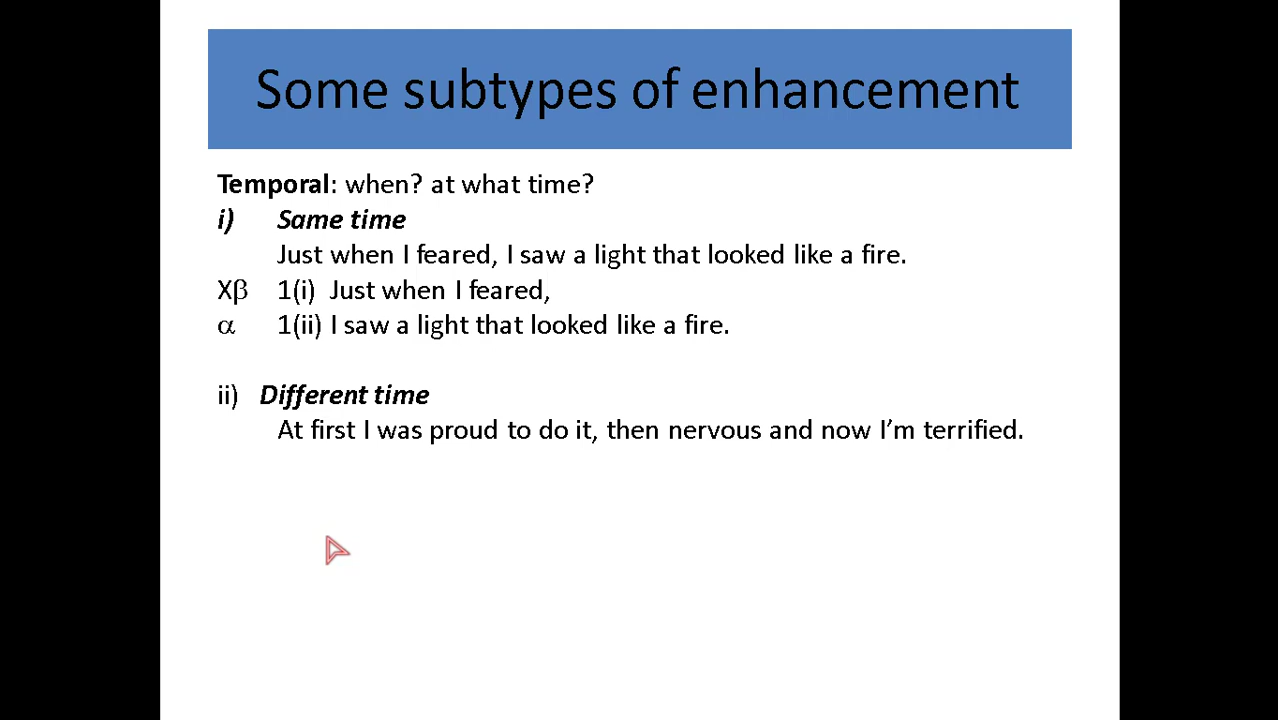 Some subtypes of enhancement
Temporal: when? at what time?
i) Same time
Just when I feared, I saw a light that looked like a fire.
Xβ 1(i) Just when I feared,
α 1(ii) I saw a light that looked like a fire.
ii) Different time
At first I was proud to do it, then nervous and now I’m terrified.